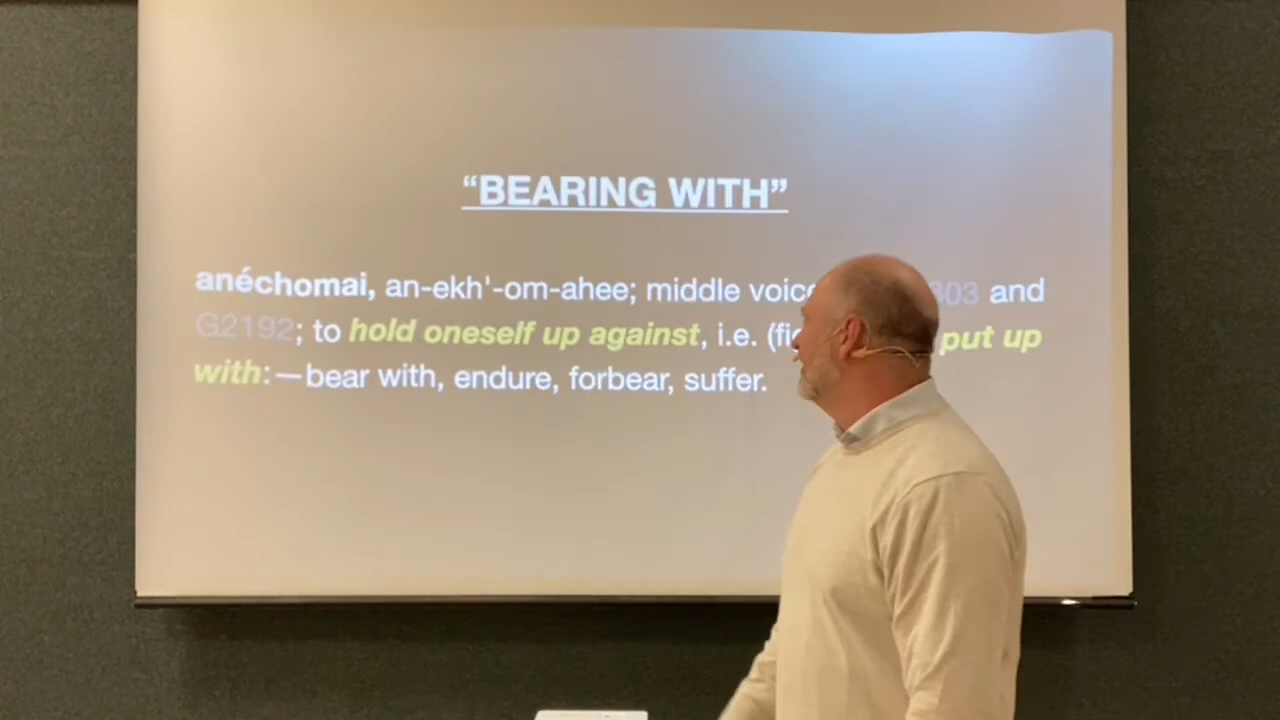 “BEARING WITH”
anéchomai, an-ekh'-om-ahee; middle voice and
G2192; to hold oneself up against, i.e. put up
with:—bear with, endure, forbear, suffer.